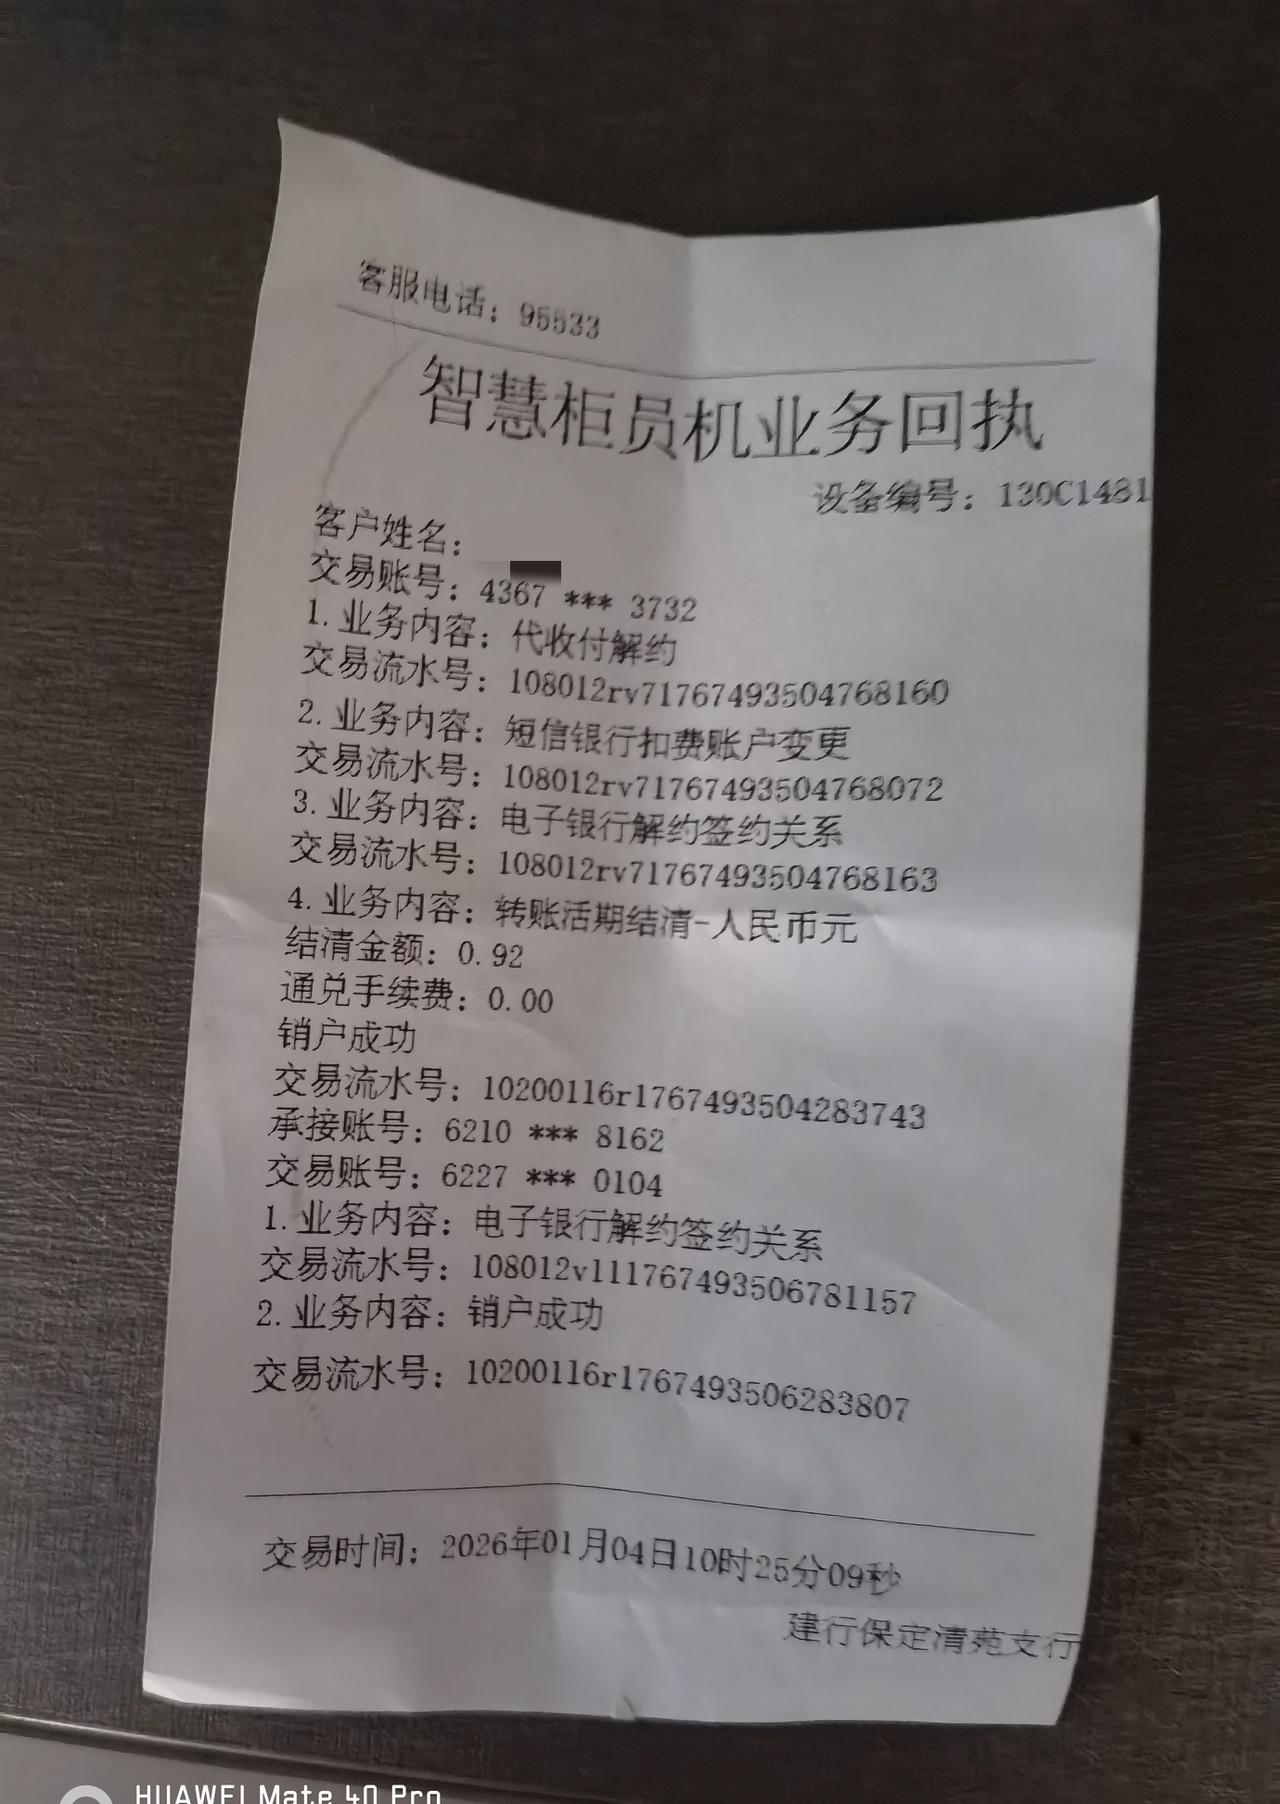 客服电话：95533
智慧柜员机业务回执
设备编号：130C1481
客户姓名：
交易账号：4367 *** 3732
1.业务内容：代收付解约
交易流水号：108012rv71767493504768160
2.业务内容：短信银行扣费账户变更
交易流水号：108012rv71767493504768072
3.业务内容：电子银行解约签约关系
交易流水号：108012rv71767493504768163
4.业务内容：转账活期结清-人民币元
结清金额：0.92
通兑手续费：0.00
销户成功
交易流水号：10200116r1767493504283743
承接账号：6210 *** 8162
交易账号：6227 *** 0104
1.业务内容：电子银行解约签约关系
交易流水号：108012v111767493506781157
2.业务内容：销户成功
交易流水号：10200116r1767493506283807
交易时间：2026年01月04日10时25分09秒
建行保定清苑支行
HUAWEI Mate 40 Pro